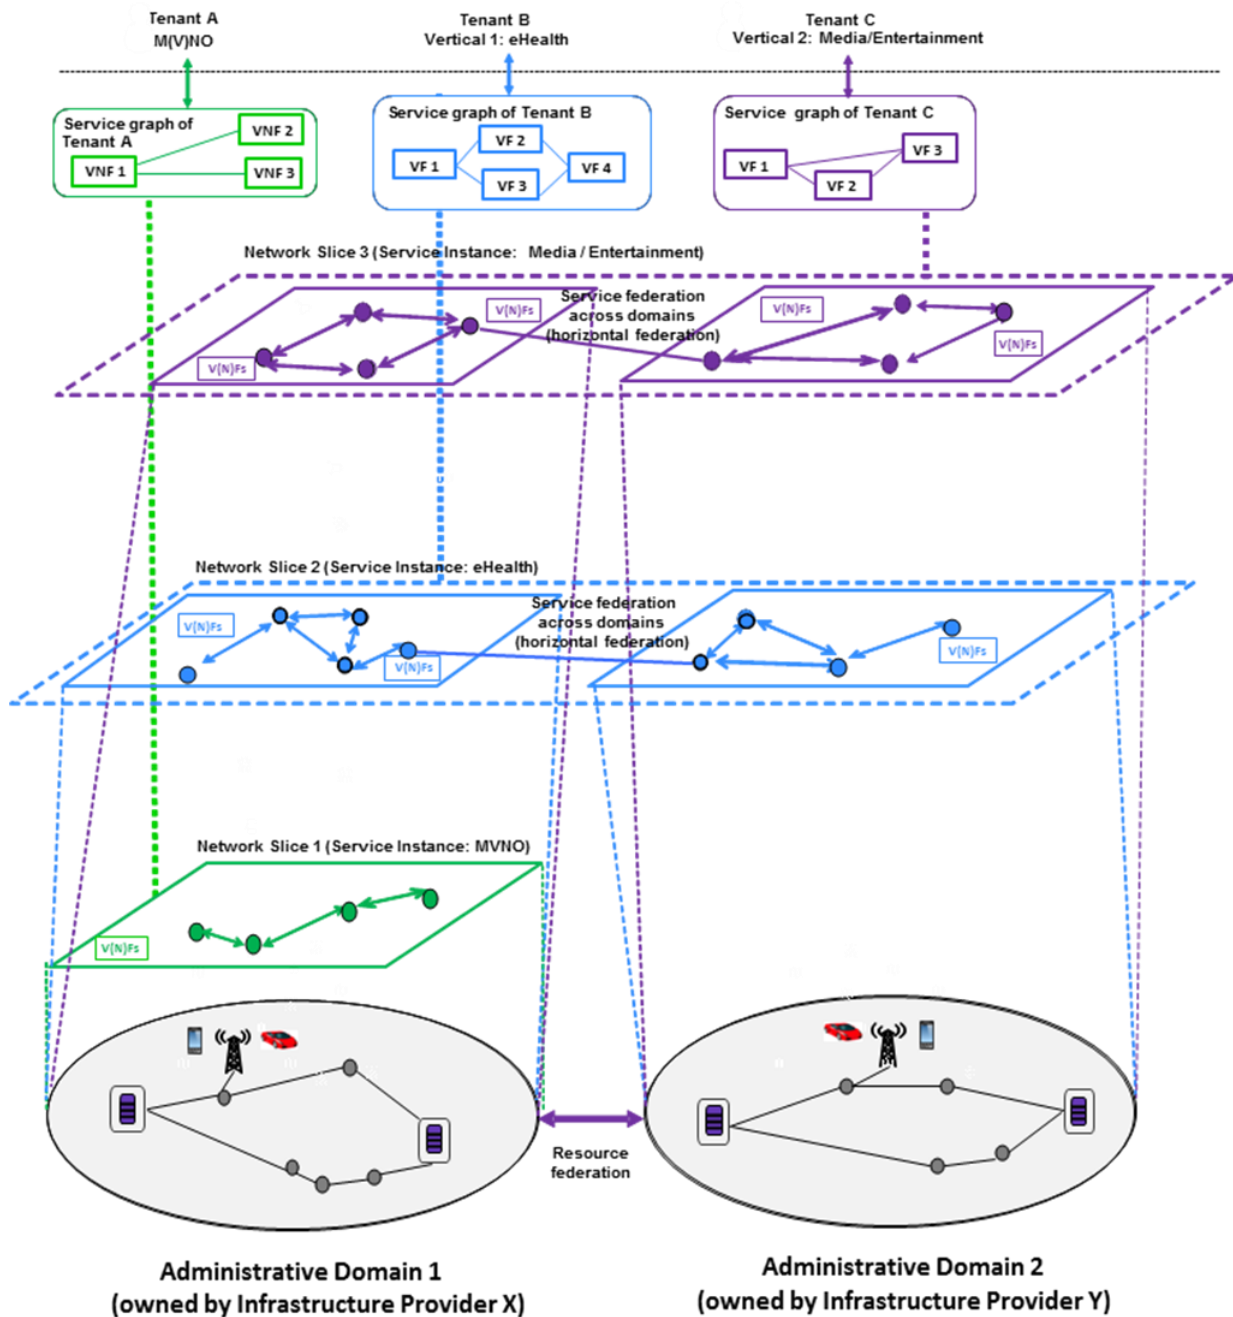 Tenant A
M(V)NO
Tenant B
Vertical 1: eHealth
Tenant C
Vertical 2: Media/Entertainment
Service graph of
Tenant A
VNF 1
VNF 2
VNF 3
Service graph of Tenant B
VF 1
VF 2
VF 3
VF 4
Service graph of Tenant C
VF 1
VF 2
VF 3
Network Slice 3 (Service Instance: Media / Entertainment)
V(N)Fs
V(N)Fs
Service federation
across domains
(horizontal federation)
V(N)Fs
V(N)Fs
Network Slice 2 (Service Instance: eHealth)
V(N)Fs
V(N)Fs
Service federation
across domains
(horizontal federation)
V(N)Fs
Network Slice 1 (Service Instance: MVNO)
V(N)Fs
Resource
federation
Administrative Domain 1
(owned by Infrastructure Provider X)
Administrative Domain 2
(owned by Infrastructure Provider Y)